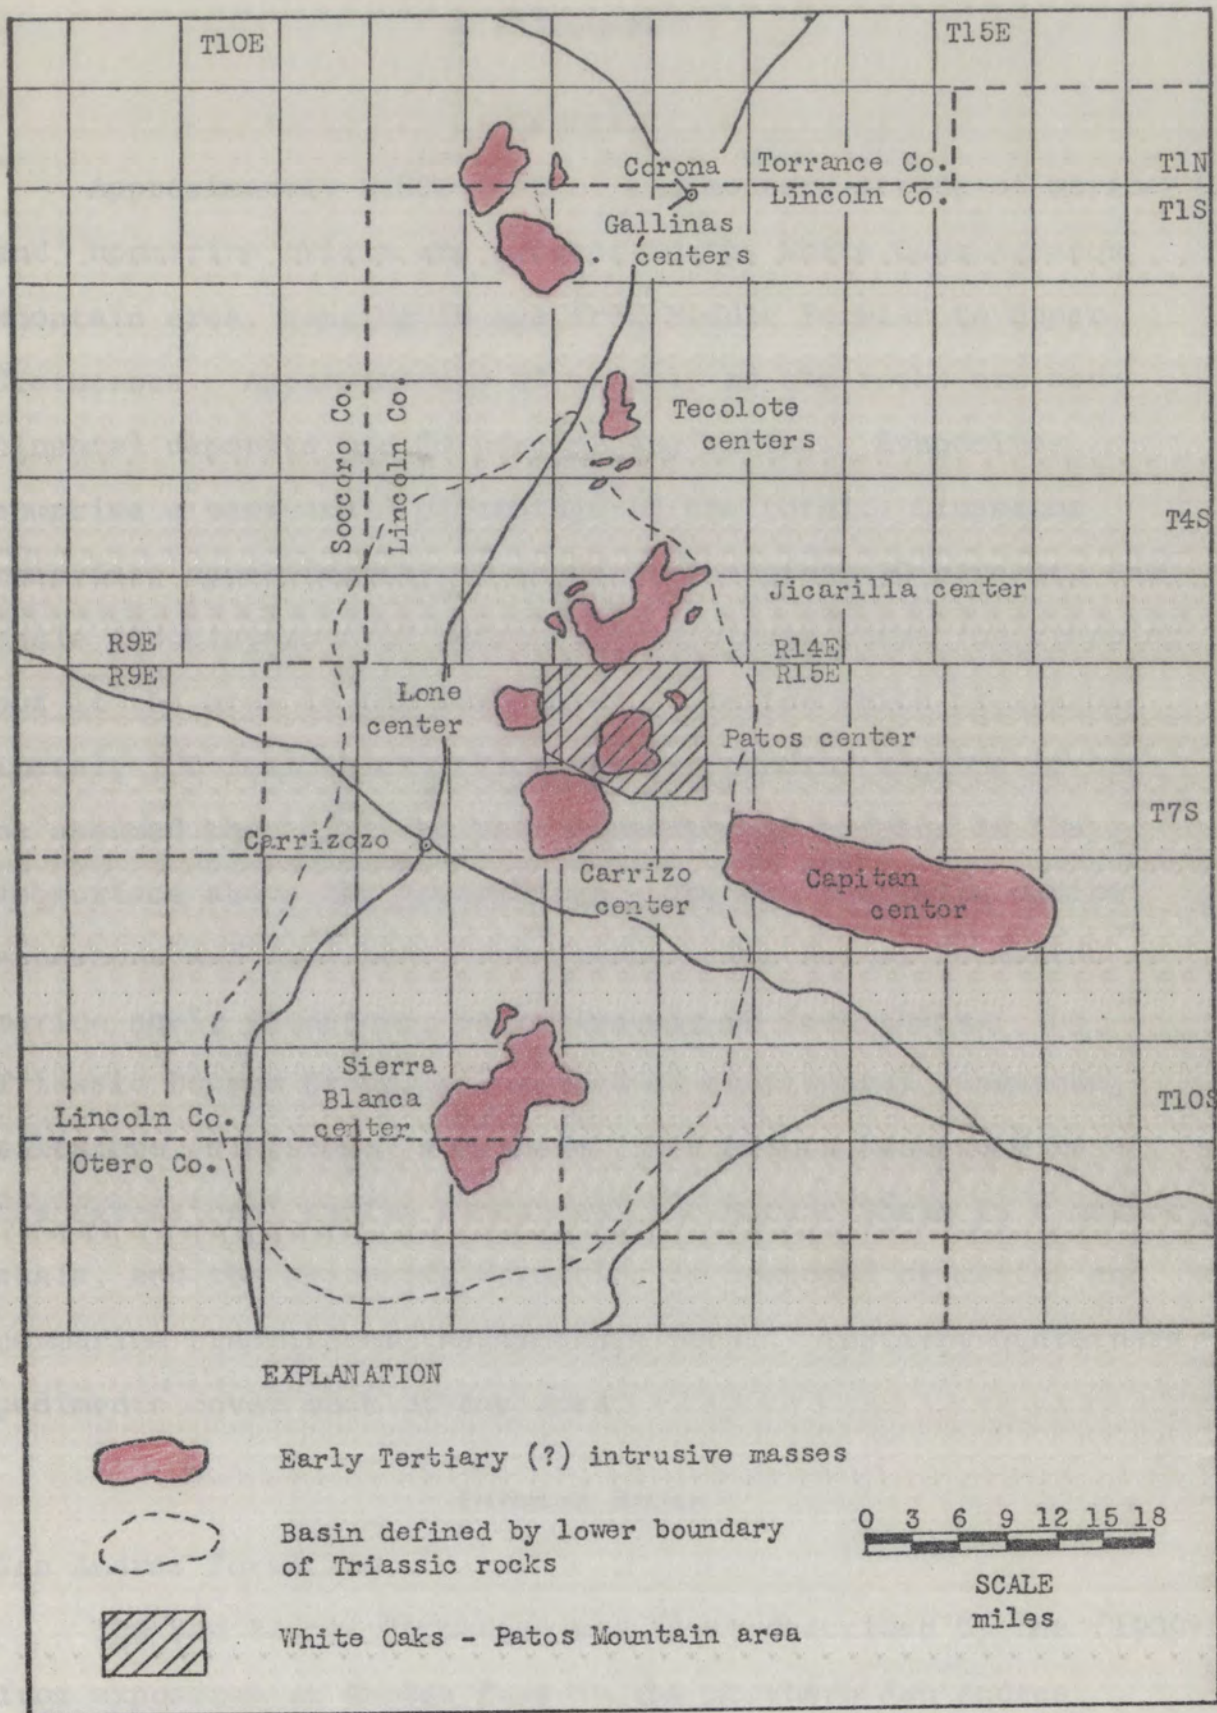 T10E
T15E
Corona
Torrance Co.
T1N
Lincoln Co.
T1S
Gallinas
centers
Soccoro Co.
Lincoln Co.
Tecolote
centers
T4S
Jicarilla center
R9E
R14E
R9E
R15E
Lone
center
Patos center
T7S
Carrizozo
Carrizo
center
Capitan
center
Sierra
Blanca
center
T10S
Lincoln Co.
Otero Co.
EXPLANATION
Early Tertiary (?) intrusive masses
Basin defined by lower boundary
of Triassic rocks
0 3 6 9 12 15 18
SCALE
miles
White Oaks - Patos Mountain area